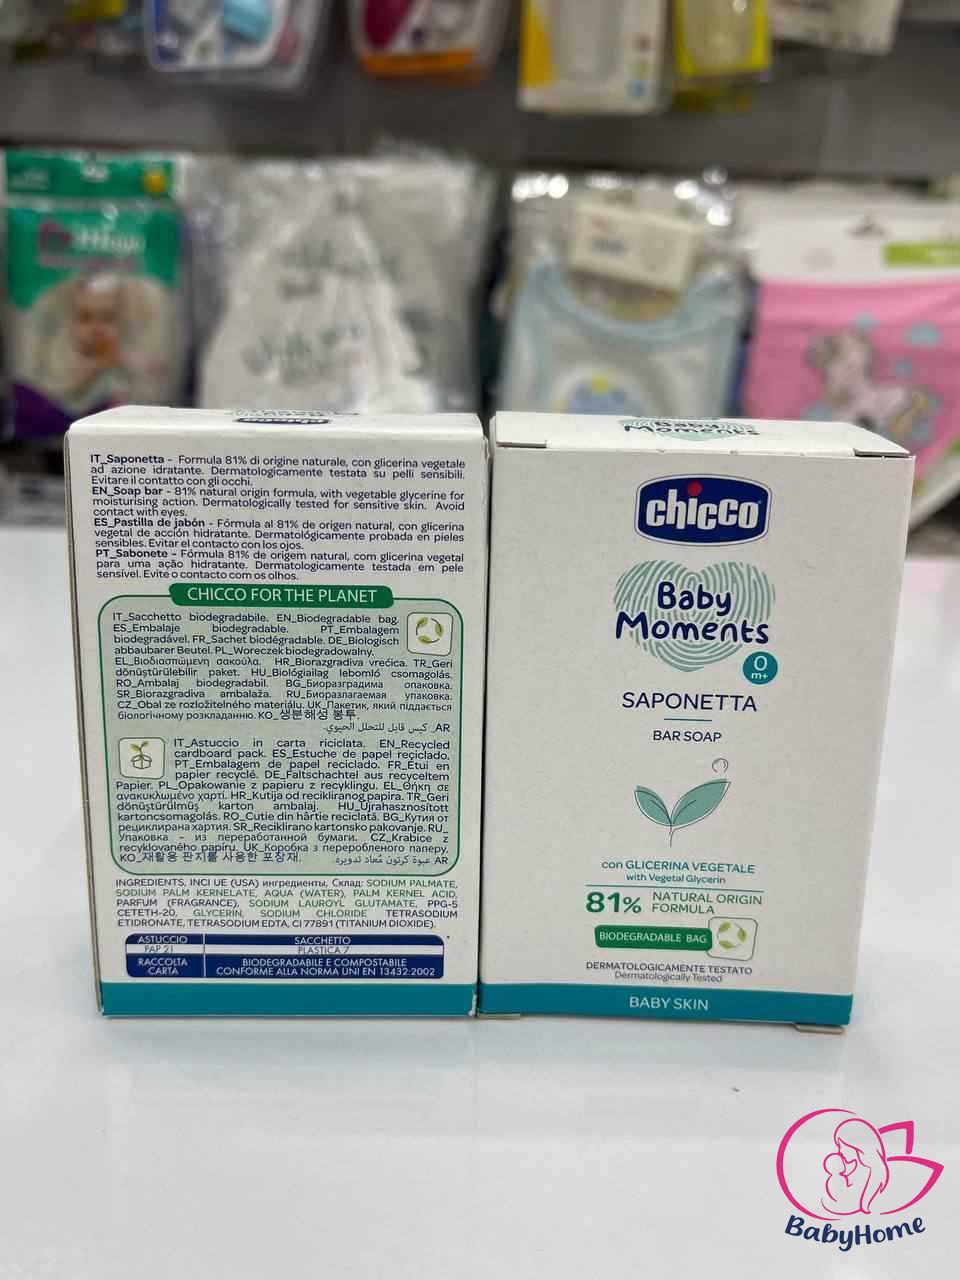 chicco
IT_Saponetta - Formula 81% di origine naturale, con glicerina vegetale
ad azione idratante. Dermatologicamente testata su pelli sensibili.
Evitare il contatto con gli occhi.
EN_Soap bar - 81% natural origin formula, with vegetable glycerine for
moisturising action. Dermatologically tested for sensitive skin. Avoid
contact with eyes.
ES_Pastilla de jabón - Fórmula al 81% de origen natural, con glicerina
vegetal de acción hidratante. Dermatológicamente probada en pieles
sensibles. Evitar el contacto con los ojos.
PT_Sabonete - Fórmula 81% de origem natural, com glicerina vegetal
para uma ação hidratante. Dermatologicamente testada em pele
sensível. Evite o contacto com os olhos.
CHICCO FOR THE PLANET
IT_Sacchetto biodegradabile. EN_Biodegradable bag.
ES_Embalaje biodegradable. PT_Embalagem
biodegradável. FR_Sachet biodégradable. DE_Biologisch
abbaubarer Beutel. PL_Woreczek biodegradowalny.
EL_Βιοδιασπώμενη σακούλα. HR_Biorazgradiva vrećica. TR_Geri
dönüştürülebilir paket. HU_Biológiailag lebomló csomagolás.
RO_Ambalaj biodegradabil. BG_Биоразградима опаковка.
SR_Biorazgradiva ambalaža. RU_Биоразлагаемая упаковка.
CZ_Obal ze rozložitelného materiálu. UK_Пакетик, який піддається
біологічному розкладанню. KO_생분해성 봉투.
AR_ كيس قابل للتحلل الحيوي.
IT_Astuccio in carta riciclata. EN_Recycled
cardboard pack. ES_Estuche de papel reciclado.
PT_Embalagem de papel reciclado. FR_Étui en
papier recyclé. DE_Faltschachtel aus recyceltem
Papier. PL_Opakowanie z papieru z recyklingu. EL_Θήκη σε
ανακυκλωμένο χαρτί. HR_Kutija od recikliranog papira. TR_Geri
dönüştürülmüş karton ambalaj. HU_Újrahasznosított
kartoncsomagolás. RO_Cutie din hârtie reciclată. BG_Кутия от
рециклирана хартия. SR_Reciklirano kartonsko pakovanje. RU_
Упаковка - из переработанной бумаги. CZ_Krabice z
recyklovaného papíru. UK_Коробка з переробленого паперу.
KO_재활용 판지를 사용한 포장재. AR_ عبوة كرتون مُعاد تدويره.
INGREDIENTS, INCI UE (USA) ингредиенты, Склад: SODIUM PALMATE,
SODIUM PALM KERNELATE, AQUA (WATER), PALM KERNEL ACID,
PARFUM (FRAGRANCE), SODIUM LAUROYL GLUTAMATE, PPG-5
CETETH-20, GLYCERIN, SODIUM CHLORIDE TETRASODIUM
ETIDRONATE, TETRASODIUM EDTA, CI 77891 (TITANIUM DIOXIDE).
ASTUCCIO SACCHETTO
PAP 21 PLASTICA 7
RACCOLTA CARTA BIODEGRADABILE E COMPOSTABILE
CONFORME ALLA NORMA UNI EN 13432:2002
Baby
Moments
chicco
Baby
Moments
0
m+
SAPONETTA
BAR SOAP
con GLICERINA VEGETALE
with Vegetal Glycerin
81% NATURAL ORIGIN
FORMULA
BIODEGRADABLE BAG
DERMATOLOGICAMENTE TESTATO
Dermatologically Tested
BABY SKIN
BabyHome